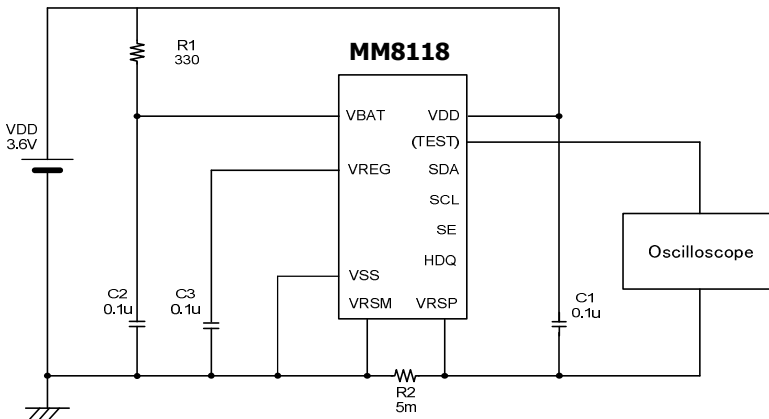 R1
330
MM8118
VDD
3.6V
VBAT
VDD
(TEST)
VREG
SDA
SCL
SE
HDQ
Oscilloscope
VSS
C2
0.1u
C3
0.1u
VRSM
VRSP
C1
0.1u
R2
5m